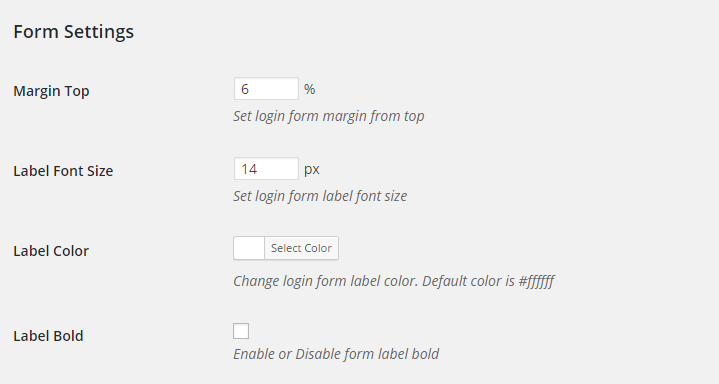 Form Settings
Margin Top 6 %
Set login form margin from top
Label Font Size 14 px
Set login form label font size
Label Color Select Color
Change login form label color. Default color is #ffffff
Label Bold
Enable or Disable form label bold